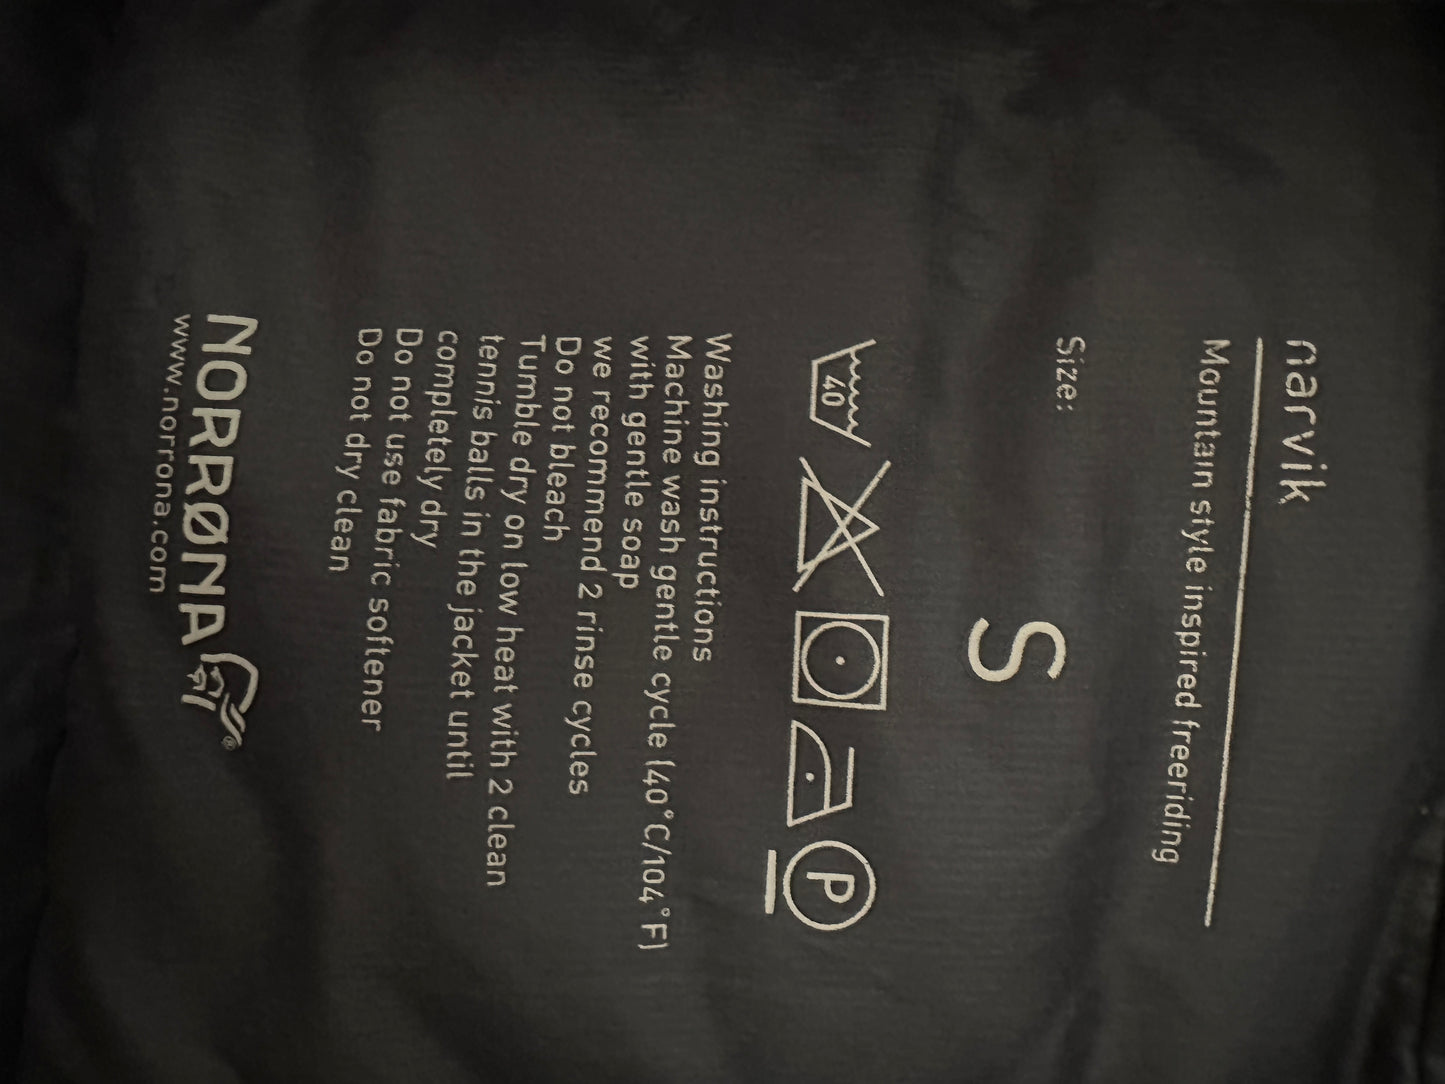 narvik
Mountain style inspired freeriding
Size:
S
40
P
Washing instructions
Machine wash gentle cycle (40°C/104°F)
with gentle soap
we recommend 2 rinse cycles
Do not bleach
Tumble dry on low heat with 2 clean
tennis balls in the jacket until
completely dry
Do not use fabric softener
Do not dry clean
NORRØNA®
www.norrona.com